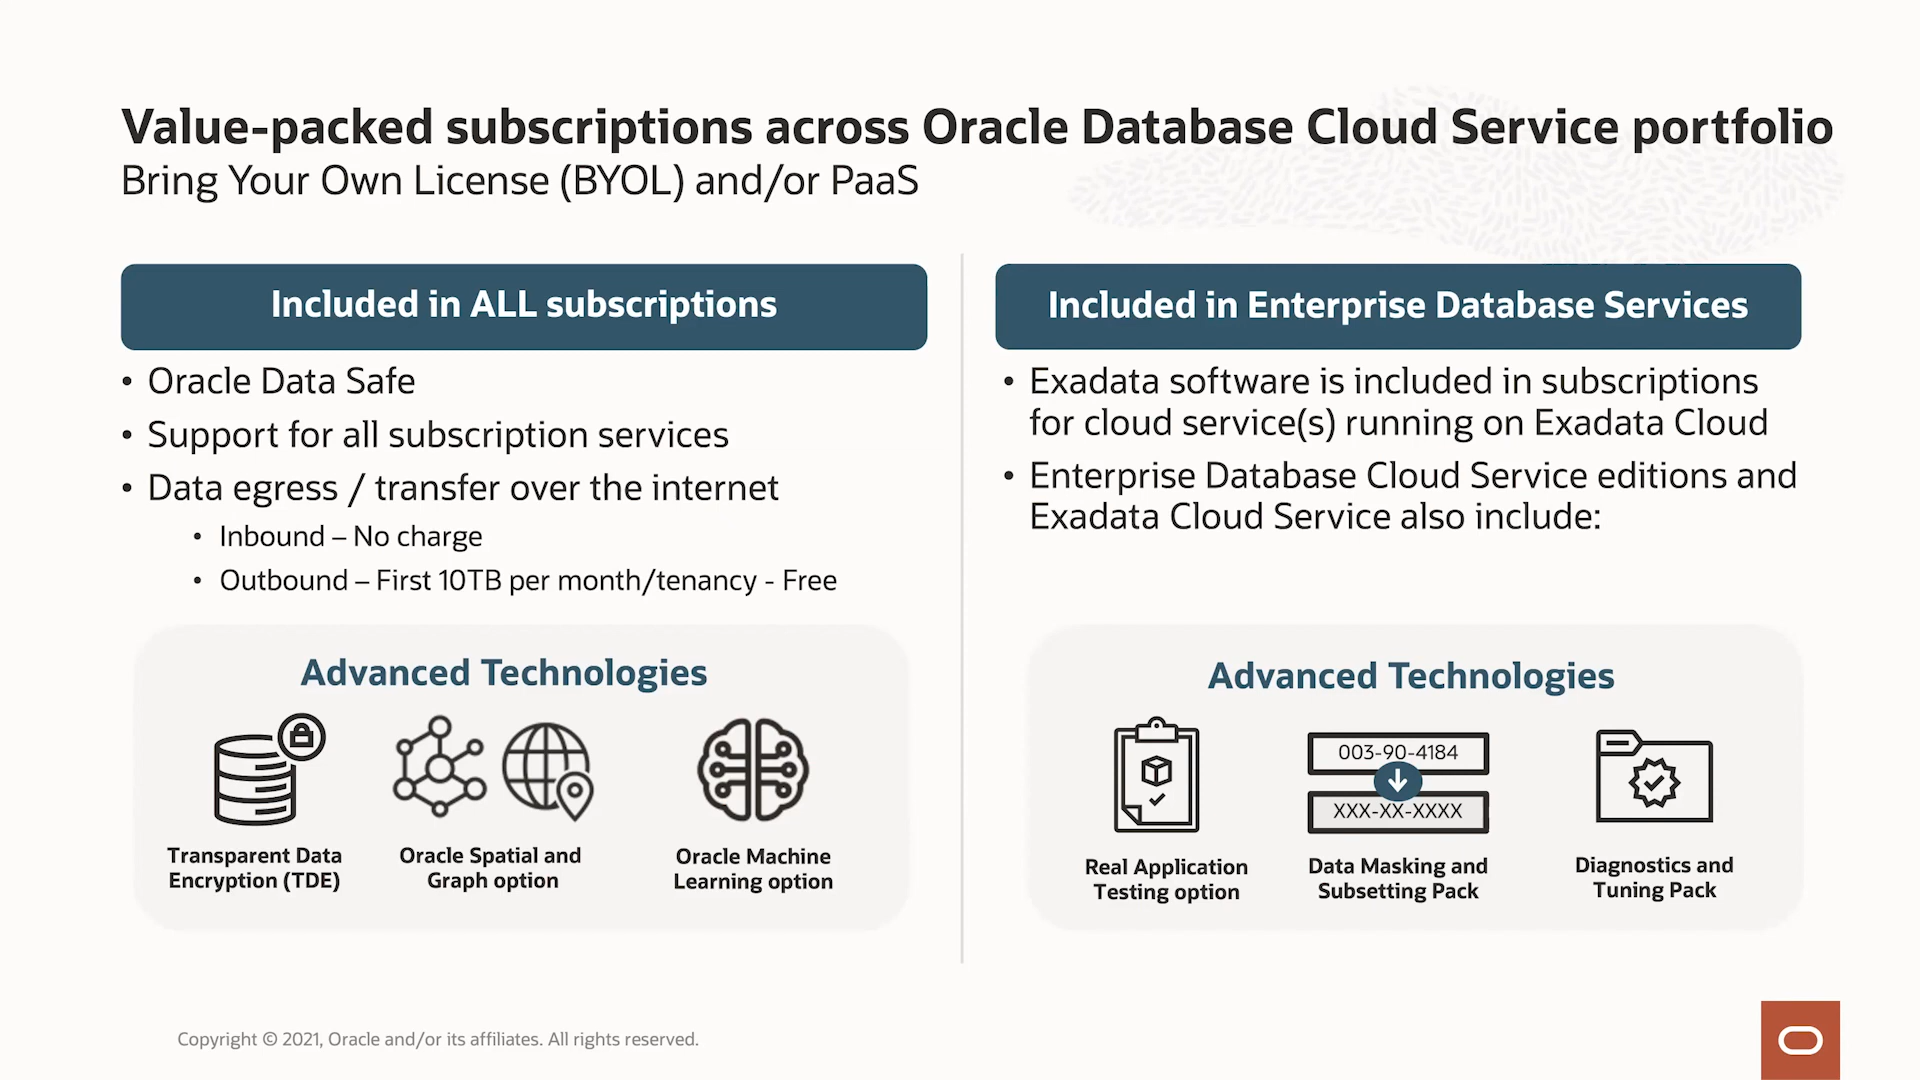 Value-packed subscriptions across Oracle Database Cloud Service portfolio
Bring Your Own License (BYOL) and/or PaaS
Included in ALL subscriptions
• Oracle Data Safe
• Support for all subscription services
• Data egress / transfer over the internet
• Inbound – No charge
• Outbound – First 10TB per month/tenancy - Free
Advanced Technologies
Transparent Data
Encryption (TDE)
Oracle Spatial and
Graph option
Oracle Machine
Learning option
Included in Enterprise Database Services
• Exadata software is included in subscriptions
for cloud service(s) running on Exadata Cloud
• Enterprise Database Cloud Service editions and
Exadata Cloud Service also include:
Advanced Technologies
Real Application
Testing option
003-90-4184
XXX-XX-XXXX
Data Masking and
Subsetting Pack
Diagnostics and
Tuning Pack
Copyright © 2021, Oracle and/or its affiliates. All rights reserved.